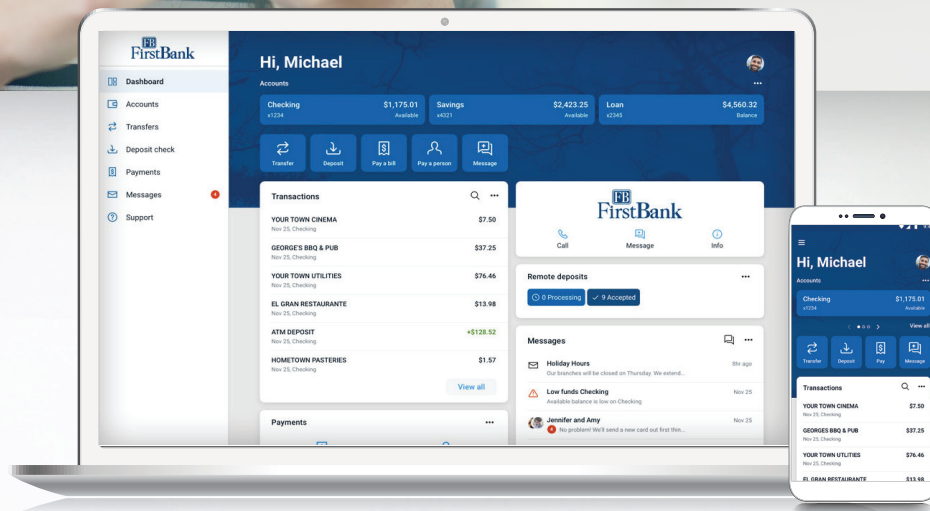 FB
FirstBank
Dashboard
Accounts
Transfers
Deposit check
Payments
Messages 4
Support
Hi, Michael
Accounts
Checking $1,175.01
x1234 Available
Savings $2,423.25
x4321 Available
Loan $4,560.32
x2345 Balance
Transfer Deposit Pay a bill Pay a person Message
Transactions
YOUR TOWN CINEMA $7.50
Nov 25, Checking
GEORGE'S BBQ & PUB $37.25
Nov 25, Checking
YOUR TOWN UTILITIES $76.46
Nov 25, Checking
EL GRAN RESTAURANTE $13.98
Nov 25, Checking
ATM DEPOSIT +$128.52
Nov 25, Checking
HOMETOWN PASTERIES $1.57
Nov 25, Checking
View all
Payments
FB
FirstBank
Call Message Info
Remote deposits
0 Processing 9 Accepted
Messages
Holiday Hours 8hr ago
Our branches will be closed on Thursday. We extend...
Low funds Checking Nov 25
Available balance is low on Checking
Jennifer and Amy Nov 25
4 No problem! We'll send a new card out first thin...
Hi, Michael
Accounts
Checking $1,175.01
x1234 Available
View all
Transfer Deposit Pay Message
Transactions
YOUR TOWN CINEMA $7.50
Nov 25, Checking
GEORGES BBQ & PUB $37.25
Nov 25, Checking
YOUR TOWN UTLITIES $76.46
Nov 25, Checking
EL GRAN RESTAURANTE $13.98